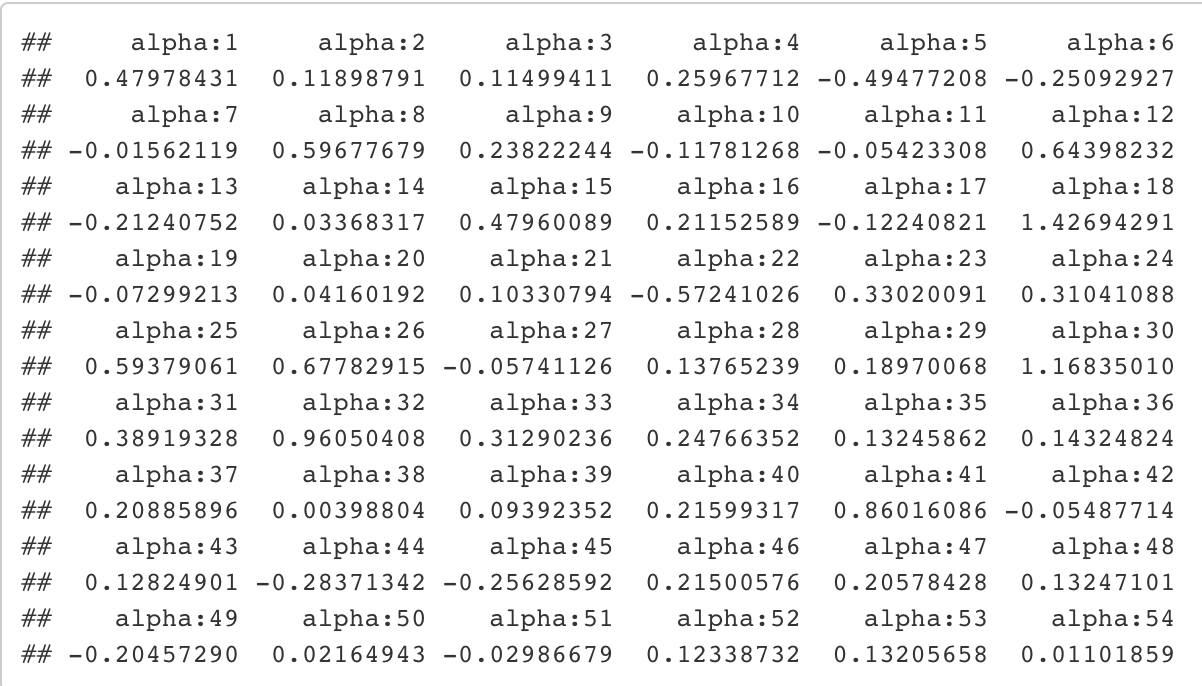 ##     alpha:1     alpha:2     alpha:3     alpha:4     alpha:5     alpha:6
##  0.47978431  0.11898791  0.11499411  0.25967712 -0.49477208 -0.25092927
##     alpha:7     alpha:8     alpha:9    alpha:10    alpha:11    alpha:12
## -0.01562119  0.59677679  0.23822244 -0.11781268 -0.05423308  0.64398232
##    alpha:13    alpha:14    alpha:15    alpha:16    alpha:17    alpha:18
## -0.21240752  0.03368317  0.47960089  0.21152589 -0.12240821  1.42694291
##    alpha:19    alpha:20    alpha:21    alpha:22    alpha:23    alpha:24
## -0.07299213  0.04160192  0.10330794 -0.57241026  0.33020091  0.31041088
##    alpha:25    alpha:26    alpha:27    alpha:28    alpha:29    alpha:30
##  0.59379061  0.67782915 -0.05741126  0.13765239  0.18970068  1.16835010
##    alpha:31    alpha:32    alpha:33    alpha:34    alpha:35    alpha:36
##  0.38919328  0.96050408  0.31290236  0.24766352  0.13245862  0.14324824
##    alpha:37    alpha:38    alpha:39    alpha:40    alpha:41    alpha:42
##  0.20885896  0.00398804  0.09392352  0.21599317  0.86016086 -0.05487714
##    alpha:43    alpha:44    alpha:45    alpha:46    alpha:47    alpha:48
##  0.12824901 -0.28371342 -0.25628592  0.21500576  0.20578428  0.13247101
##    alpha:49    alpha:50    alpha:51    alpha:52    alpha:53    alpha:54
## -0.20457290  0.02164943 -0.02986679  0.12338732  0.13205658  0.01101859